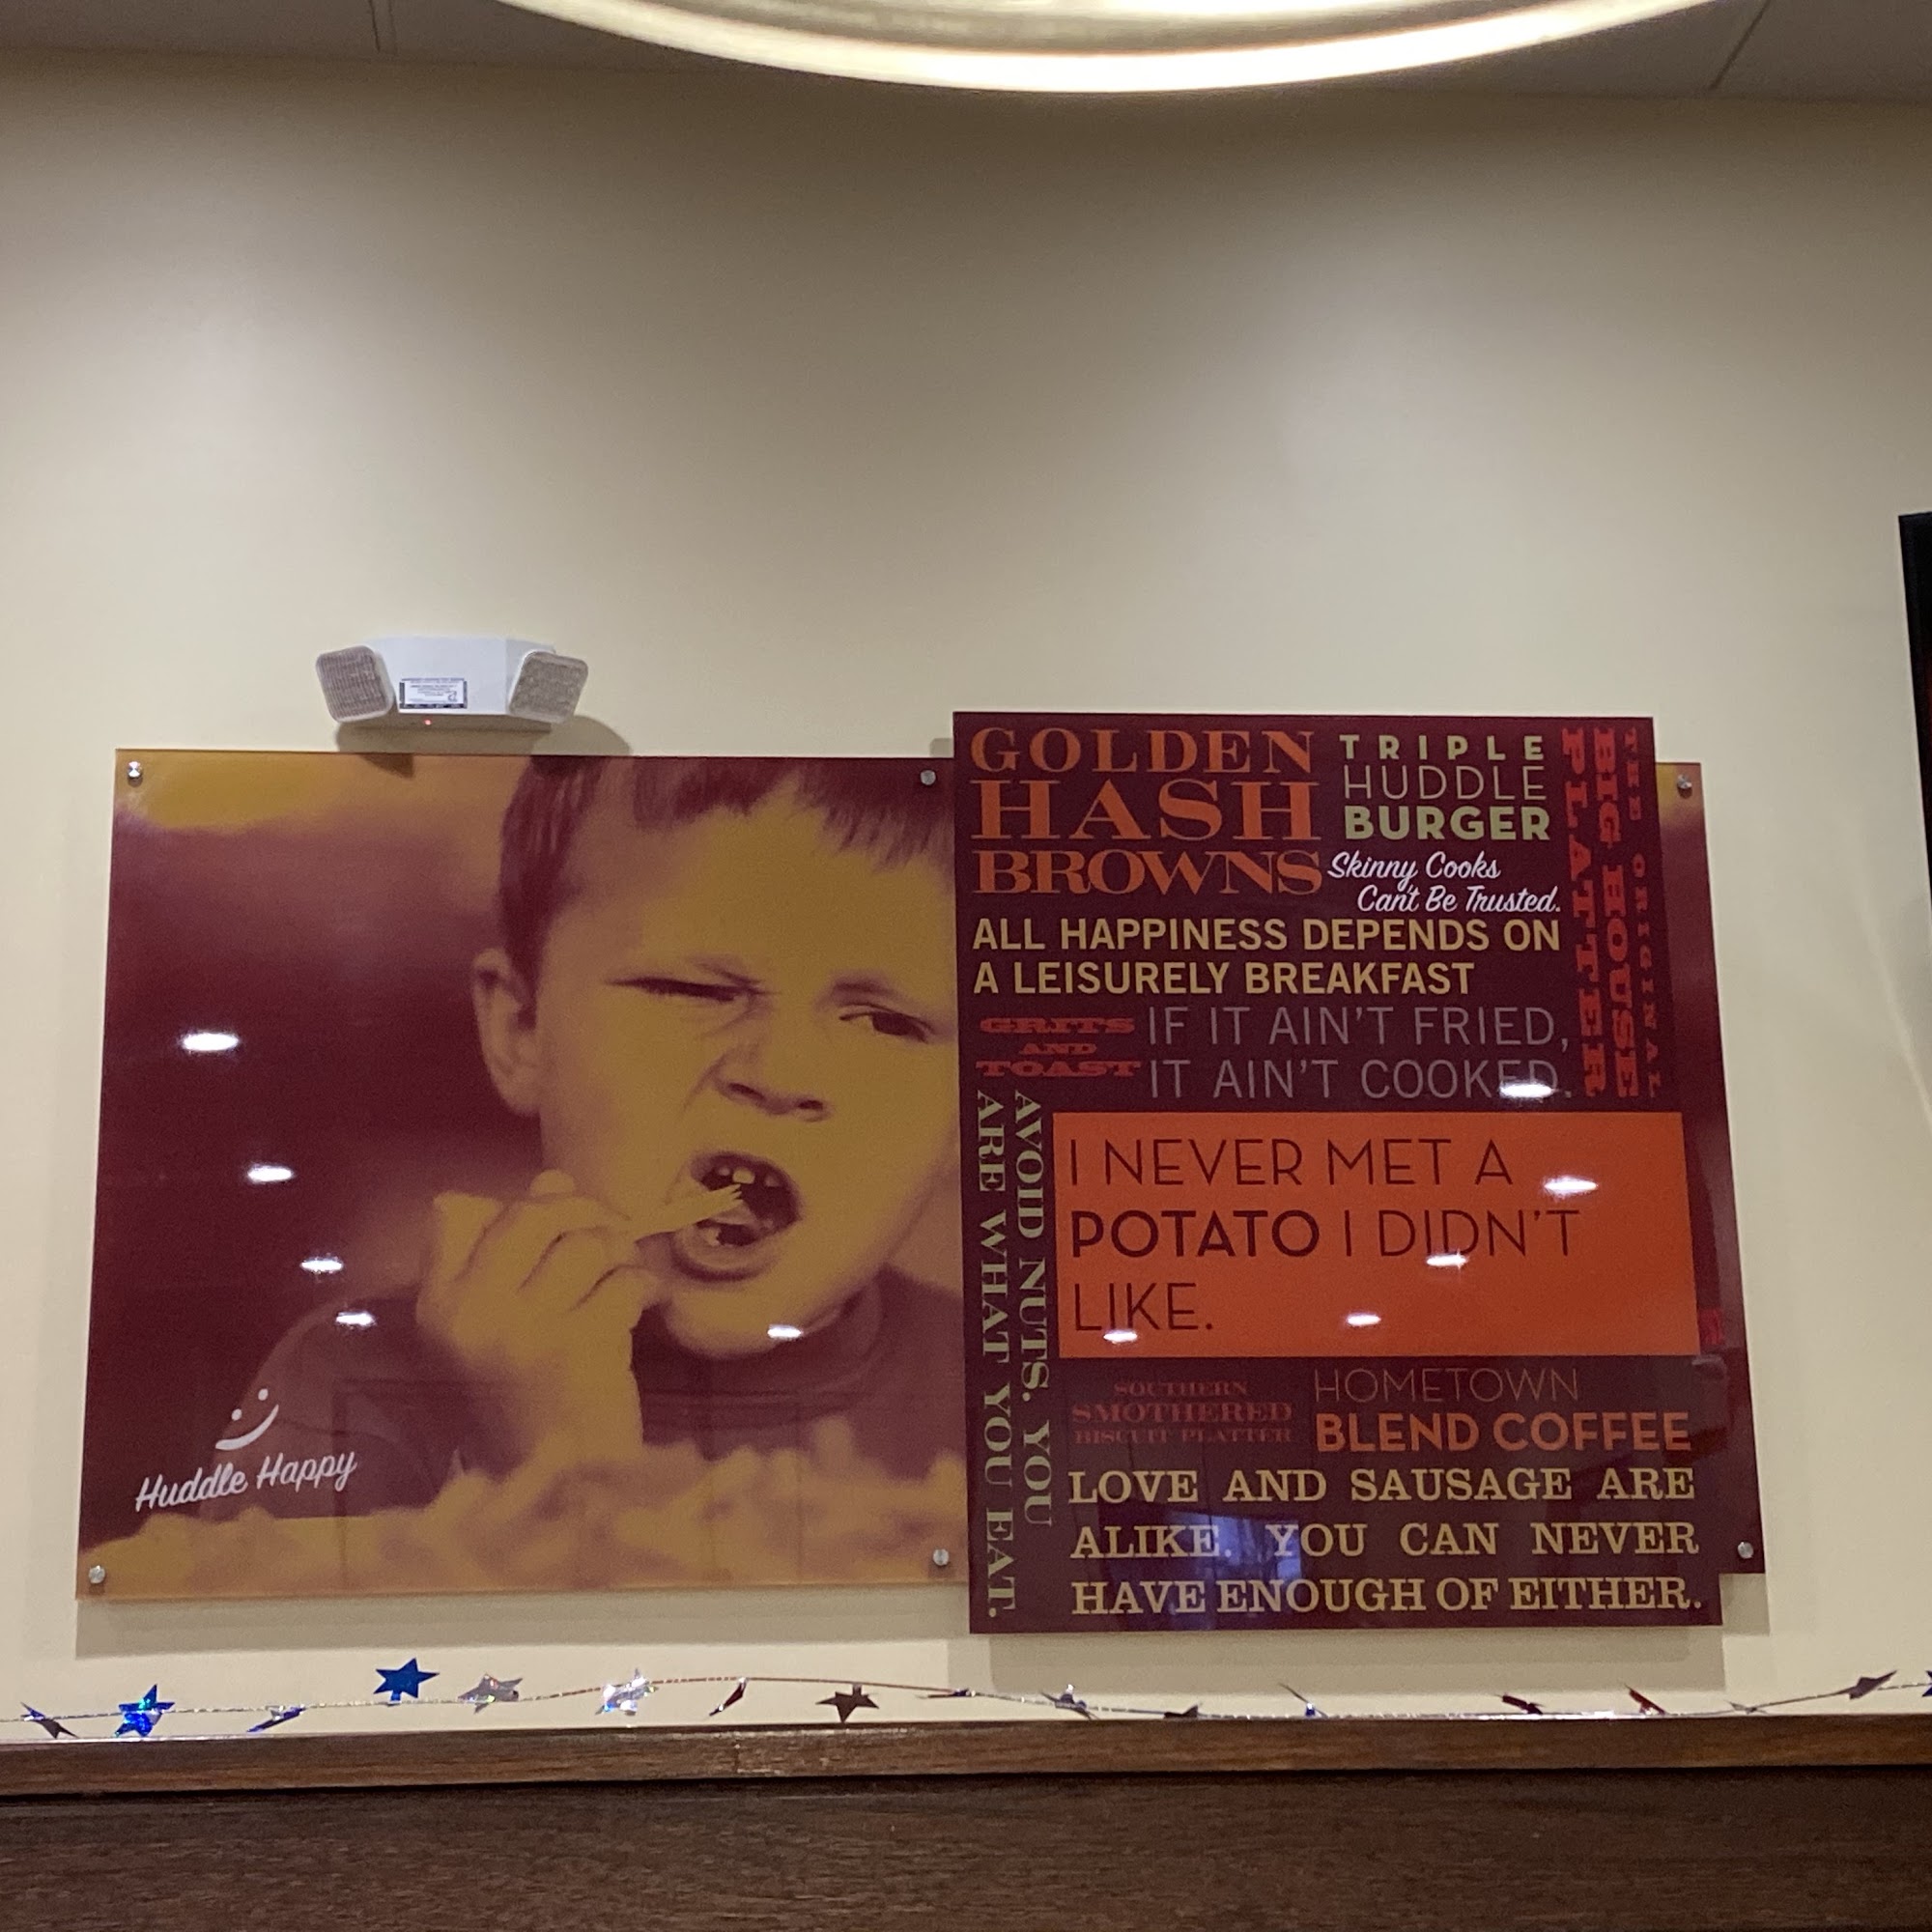 Huddle Happy
GOLDEN
HASH
BROWNS
TRIPLE
HUDDLE
BURGER
Skinny Cooks
Can't Be Trusted.
THE ORIGINAL
BIG HOUSE
PLATTER
ALL HAPPINESS DEPENDS ON
A LEISURELY BREAKFAST
GRITS
AND
TOAST
IF IT AIN'T FRIED,
IT AIN'T COOKED.
AVOID NUTS. YOU
ARE WHAT YOU EAT.
I NEVER MET A
POTATO I DIDN'T
LIKE.
SOUTHERN
SMOTHERED
BISCUIT PLATTER
HOMETOWN
BLEND COFFEE
LOVE AND SAUSAGE ARE
ALIKE. YOU CAN NEVER
HAVE ENOUGH OF EITHER.